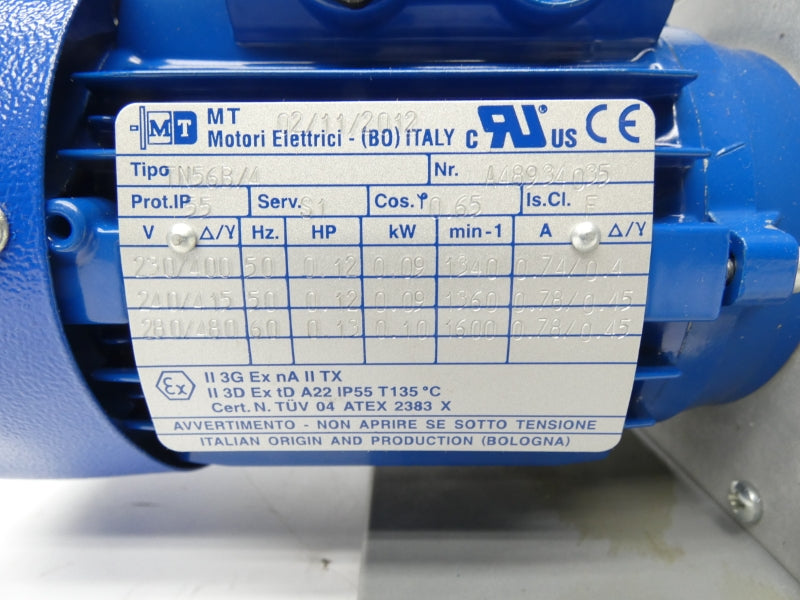 MT 02/11/2012
Motori Elettrici - (BO) ITALY c RU US CE
Tipo TN56B/4 Nr. A48934035
Prot.IP 55 Serv. S1 Cos.φ 0.65 Is.Cl. F
V Δ/Y Hz. HP kW min-1 A Δ/Y
230/400 50 0.12 0.09 1340 0.74/0.4
240/415 50 0.12 0.09 1360 0.78/0.45
280/480 60 0.13 0.10 1600 0.78/0.45
Ex II 3G Ex nA II TX
II 3D Ex tD A22 IP55 T135 °C
Cert. N. TÜV 04 ATEX 2383 X
AVVERTIMENTO - NON APRIRE SE SOTTO TENSIONE
ITALIAN ORIGIN AND PRODUCTION (BOLOGNA)